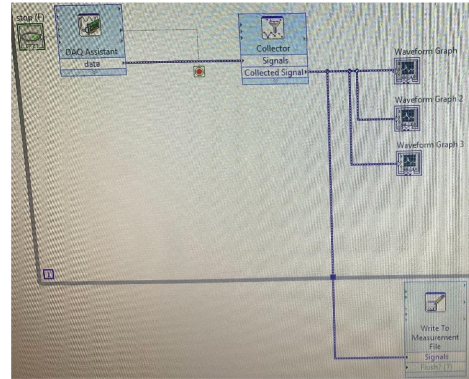 stop (F)
DAQ Assistant
data
Collector
Signals
Collected Signal
Waveform Graph
Waveform Graph 2
Waveform Graph 3
i
Write To
Measurement
File
Signals
Flush? (T)